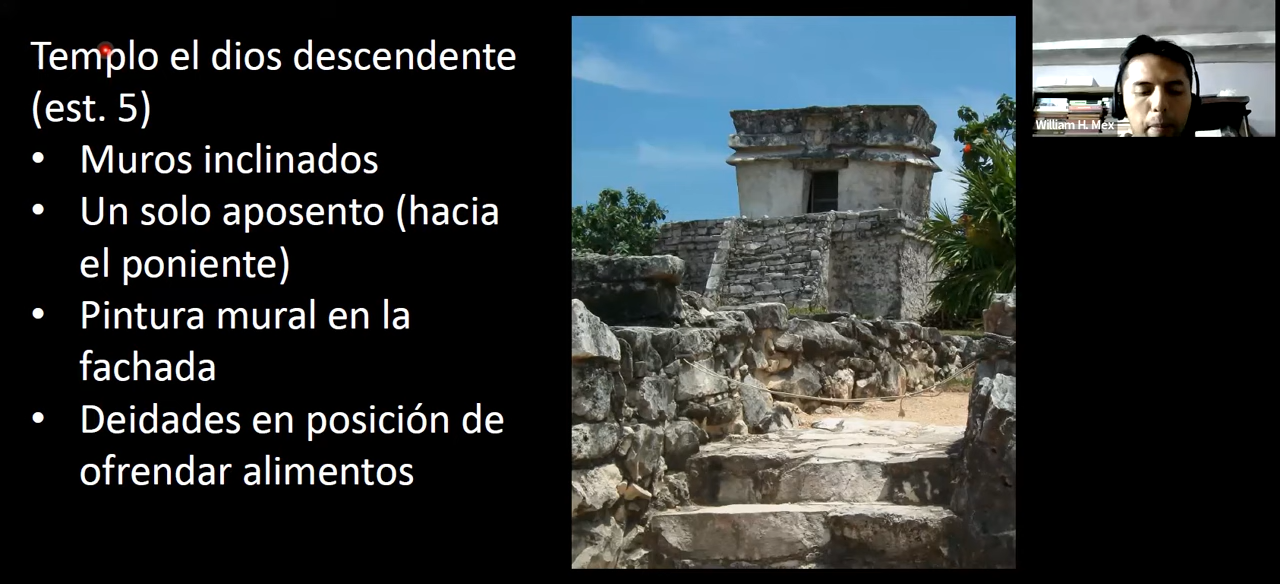 Templo el dios descendente
(est. 5)
• Muros inclinados
• Un solo aposento (hacia
el poniente)
• Pintura mural en la
fachada
• Deidades en posición de
ofrendar alimentos
William H. Mex